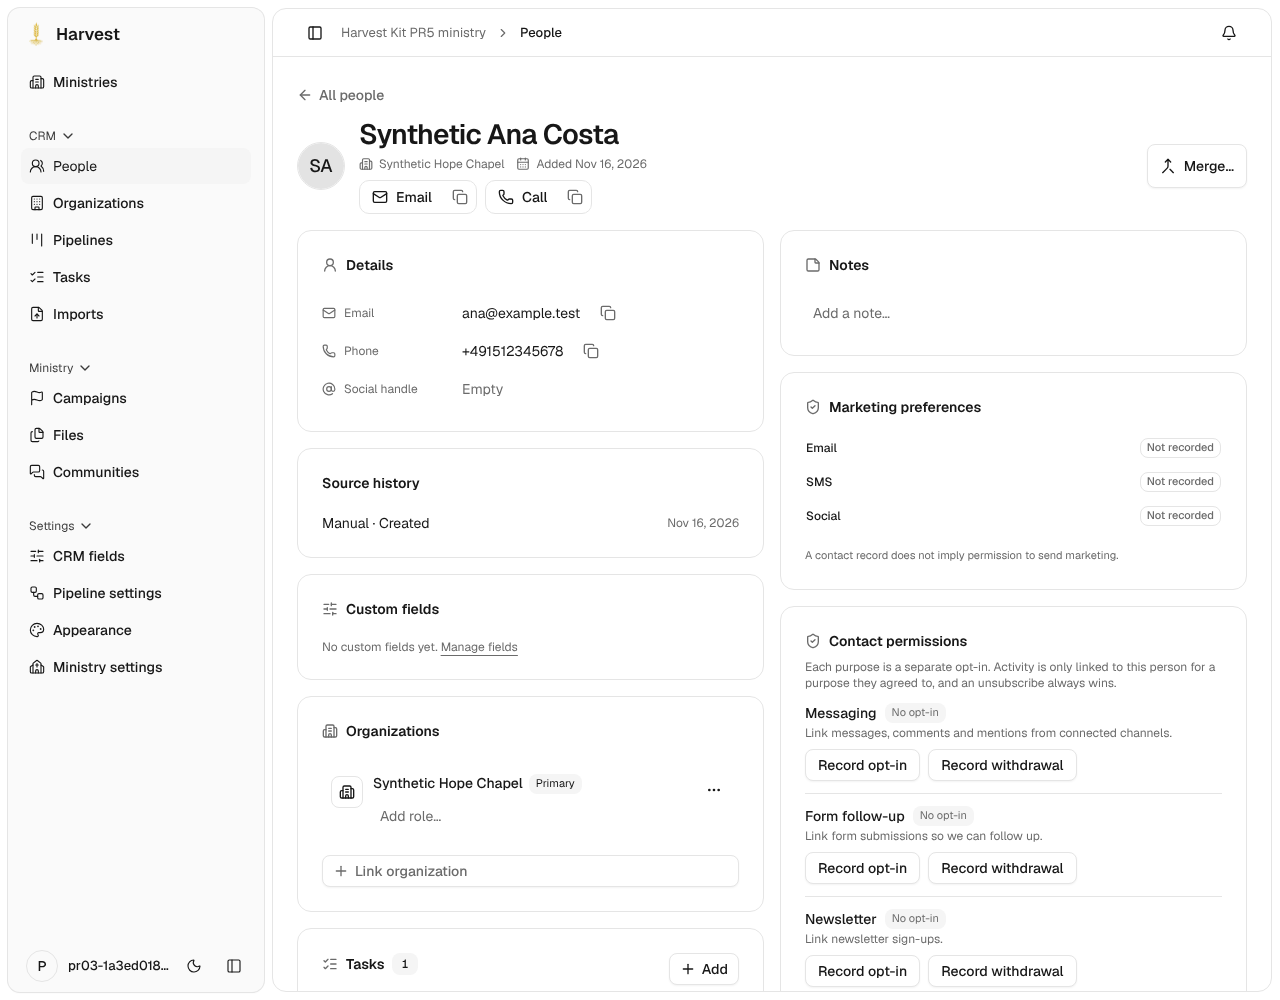 Harvest
Ministries
CRM
People
Organizations
Pipelines
Tasks
Imports
Ministry
Campaigns
Files
Communities
Settings
CRM fields
Pipeline settings
Appearance
Ministry settings
P pr03-1a3ed018...
Harvest Kit PR5 ministry > People
All people
SA
Synthetic Ana Costa
Synthetic Hope Chapel Added Nov 16, 2026
Email Call
Merge...
Details
Email ana@example.test
Phone +491512345678
Social handle Empty
Source history
Manual · Created Nov 16, 2026
Custom fields
No custom fields yet. Manage fields
Organizations
Synthetic Hope Chapel Primary
Add role...
+ Link organization
Tasks 1 + Add
Notes
Add a note...
Marketing preferences
Email Not recorded
SMS Not recorded
Social Not recorded
A contact record does not imply permission to send marketing.
Contact permissions
Each purpose is a separate opt-in. Activity is only linked to this person for a
purpose they agreed to, and an unsubscribe always wins.
Messaging No opt-in
Link messages, comments and mentions from connected channels.
Record opt-in Record withdrawal
Form follow-up No opt-in
Link form submissions so we can follow up.
Record opt-in Record withdrawal
Newsletter No opt-in
Link newsletter sign-ups.
Record opt-in Record withdrawal